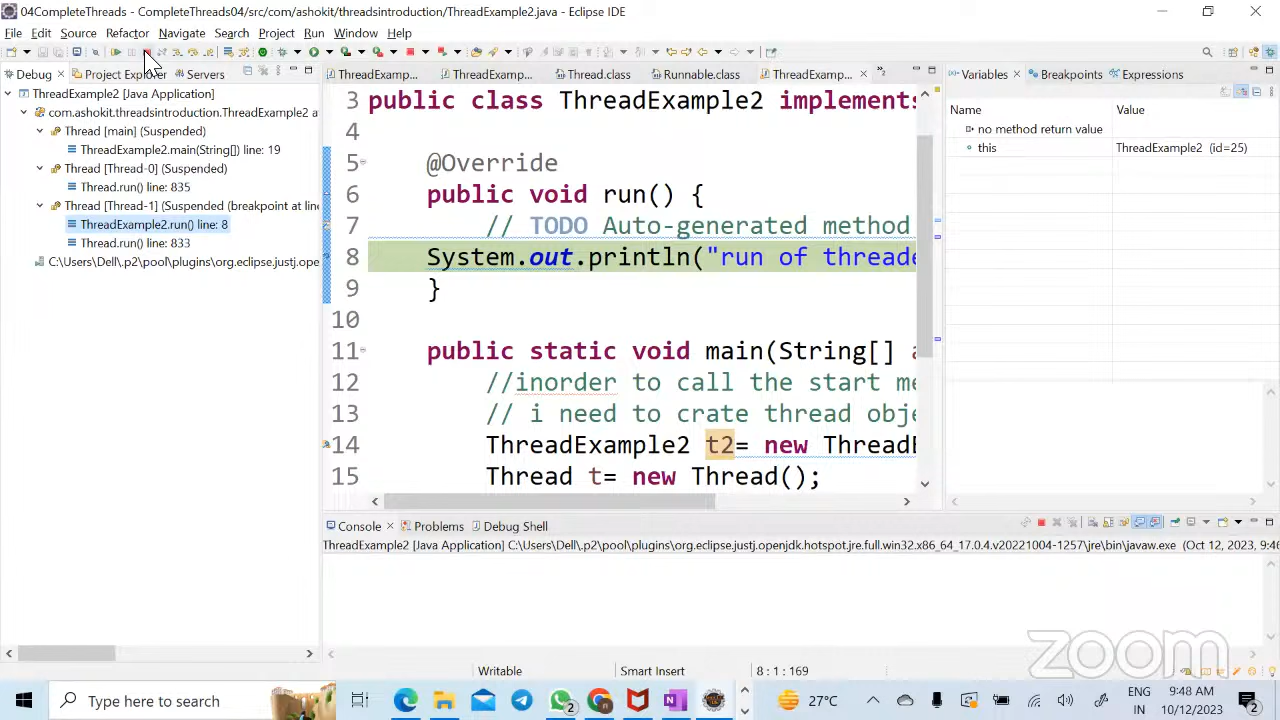 04CompleteThreads - CompleteThreads04/src/com/ashokit/threadsintroduction/ThreadExample2.java - Eclipse IDE
File Edit Source Refactor Navigate Search Project Run Window Help
Debug Project Explorer Servers
ThreadExample2 [Java Application]
com.ashokit.threadsintroduction.ThreadExample2 at
Thread [main] (Suspended)
ThreadExample2.main(String[]) line: 19
Thread [Thread-0] (Suspended)
Thread.run() line: 835
Thread [Thread-1] (Suspended (breakpoint at line
ThreadExample2.run() line: 8
Thread.run() line: 833
C:\Users\Dell\.p2\pool\plugins\org.eclipse.justj.op
ThreadExamp... ThreadExamp... Thread.class Runnable.class ThreadExamp...
3 public class ThreadExample2 implements
4
5 @Override
6 public void run() {
7 // TODO Auto-generated method
8 System.out.println("run of threade
9 }
10
11 public static void main(String[] a
12 //inorder to call the start me
13 // i need to crate thread obje
14 ThreadExample2 t2= new ThreadE
15 Thread t= new Thread();
Variables Breakpoints Expressions
Name Value
no method return value
this ThreadExample2 (id=25)
Console Problems Debug Shell
ThreadExample2 [Java Application] C:\Users\Dell\.p2\pool\plugins\org.eclipse.justj.openjdk.hotspot.jre.full.win32.x86_64_17.0.4.v20221004-1257\jre\bin\javaw.exe (Oct 12, 2023, 9:46
zoom
Writable Smart Insert 8 : 1 : 169
Type here to search
2
27°C
ENG
IN
9:48 AM
10/12/2023
2